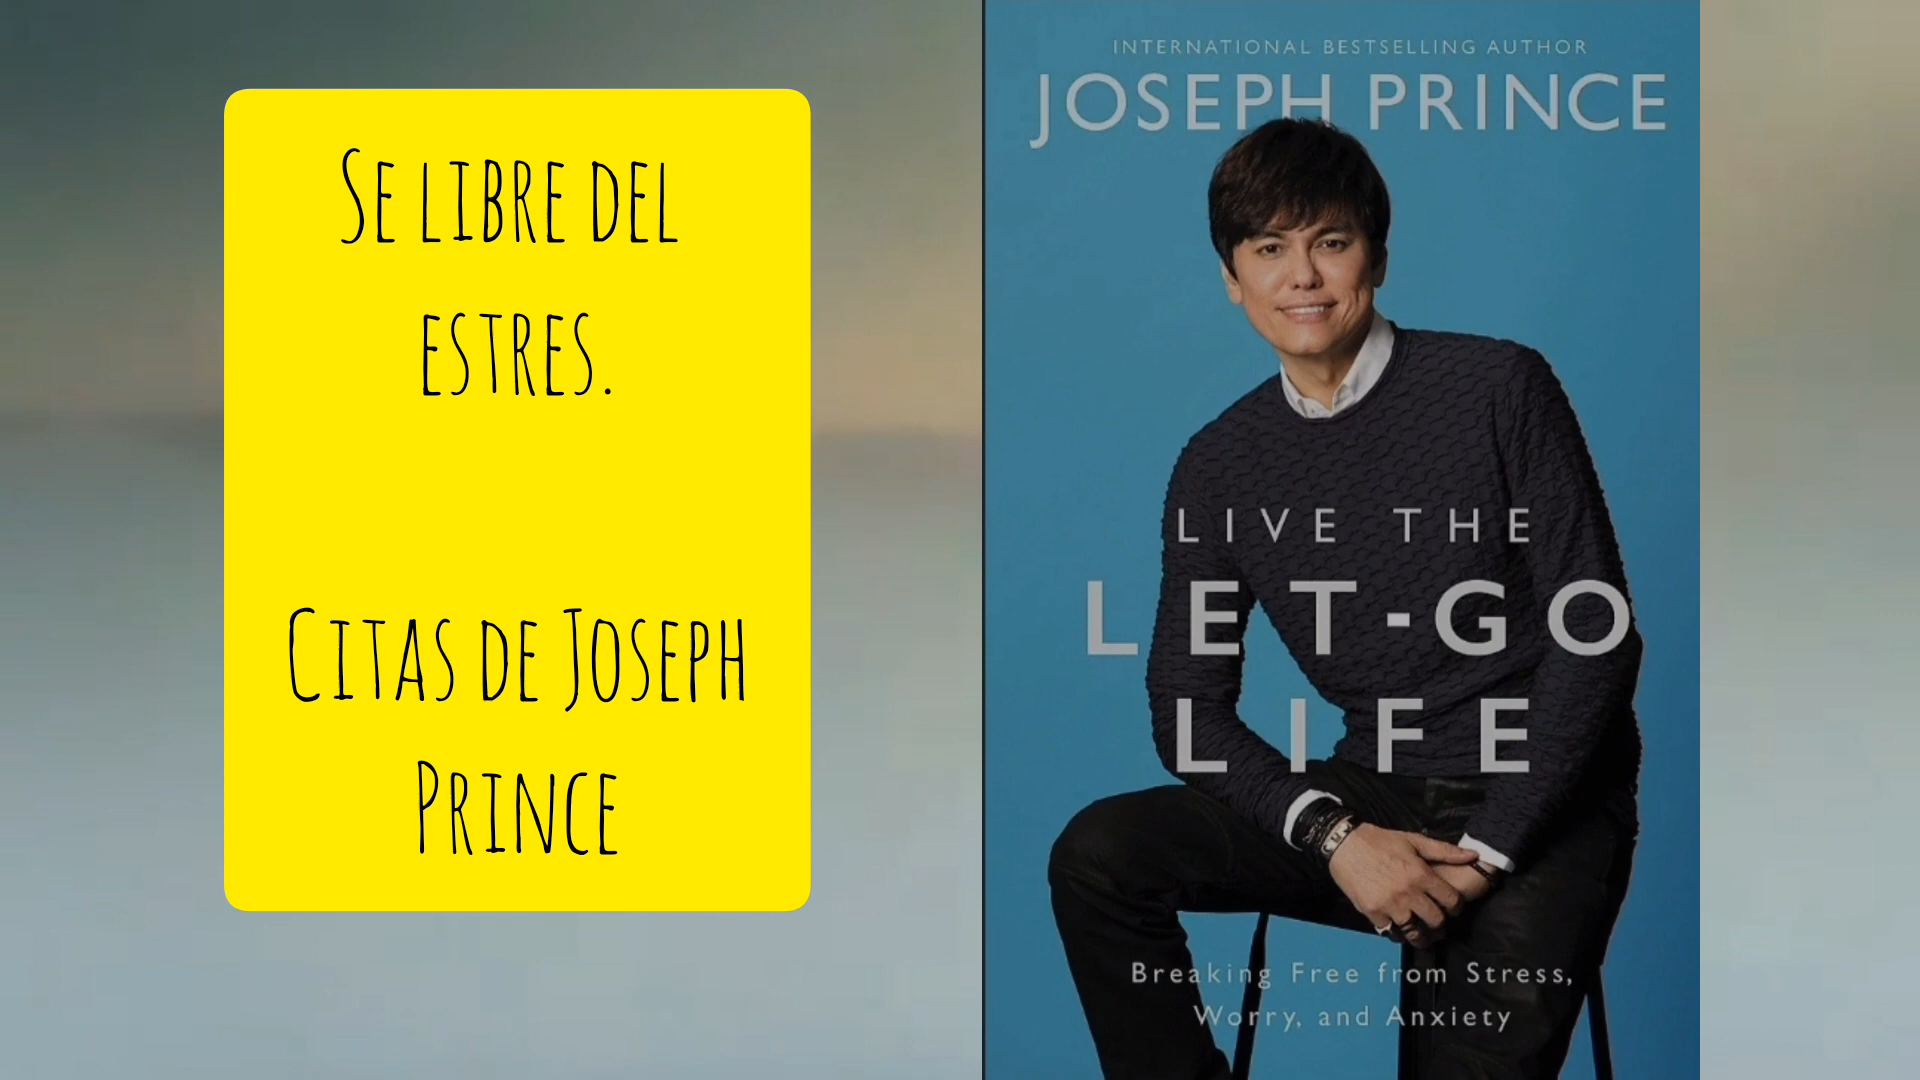 Se libre del
estres.
Citas de Joseph
Prince
INTERNATIONAL BESTSELLING AUTHOR
JOSEPH PRINCE
LIVE THE
LET-GO
LIFE
Breaking Free from Stress,
Worry, and Anxiety